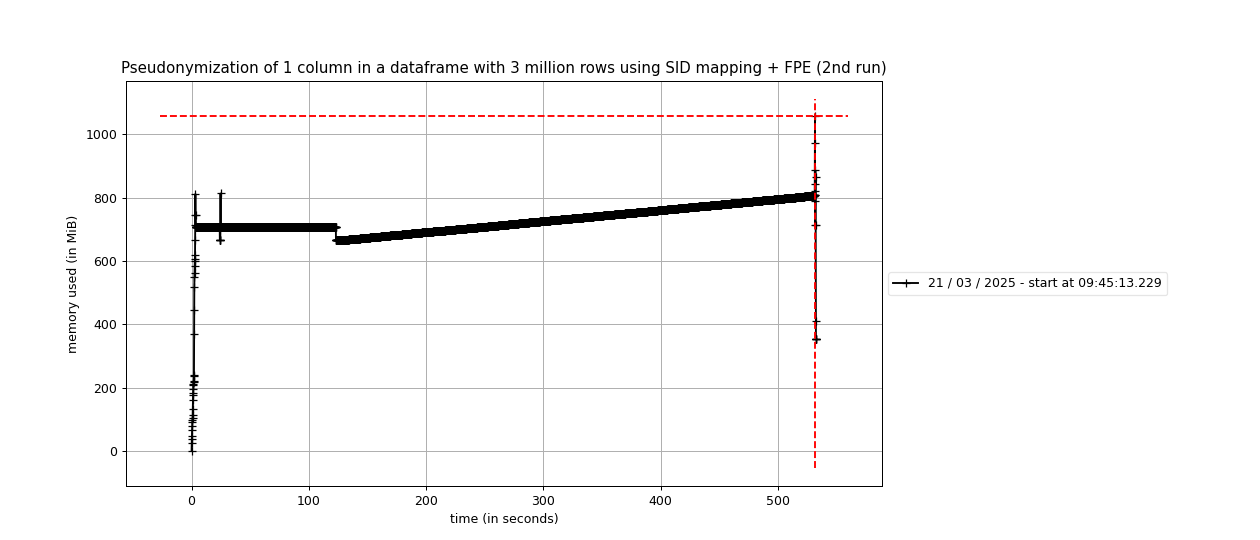 Pseudonymization of 1 column in a dataframe with 3 million rows using SID mapping + FPE (2nd run)
1000
800
600
400
200
0
memory used (in MiB)
21 / 03 / 2025 - start at 09:45:13.229
0 100 200 300 400 500
time (in seconds)